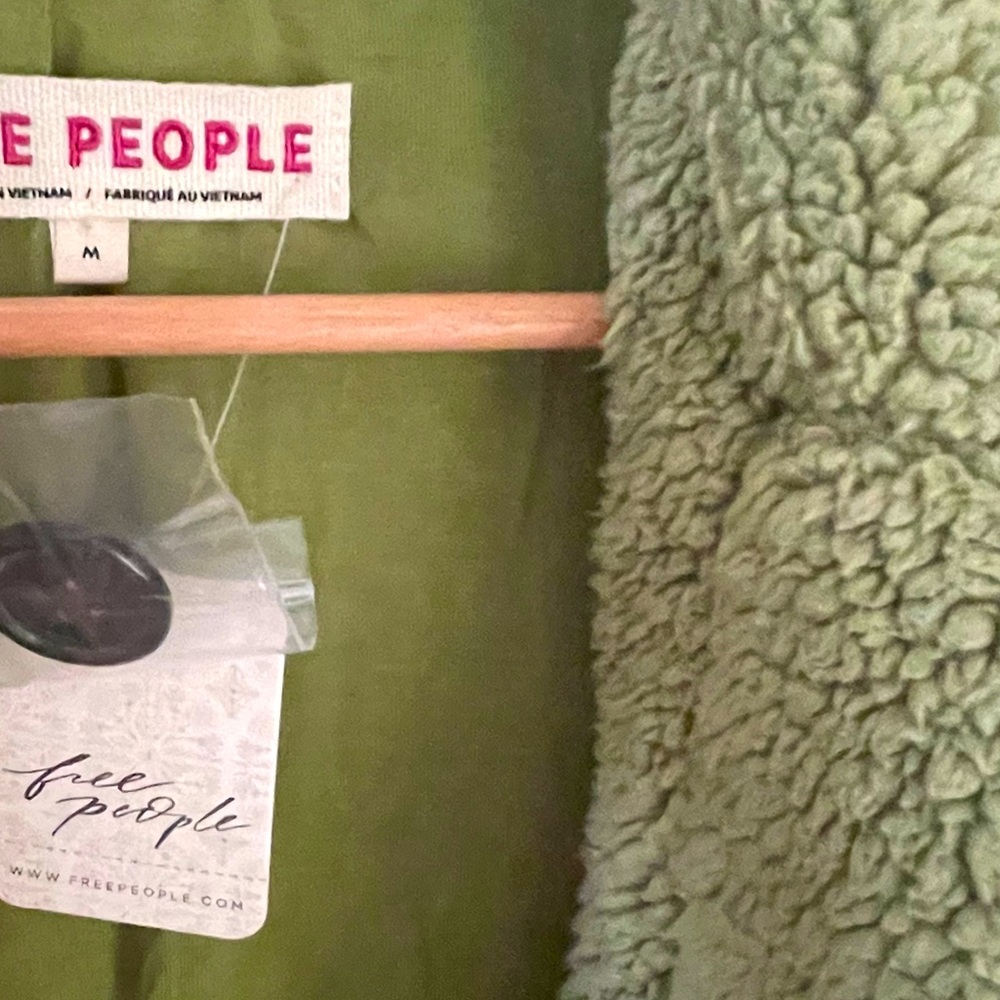 E PEOPLE
N VIETNAM / FABRIQUÉ AU VIETNAM
M
free
people
WWW FREEPEOPLE COM